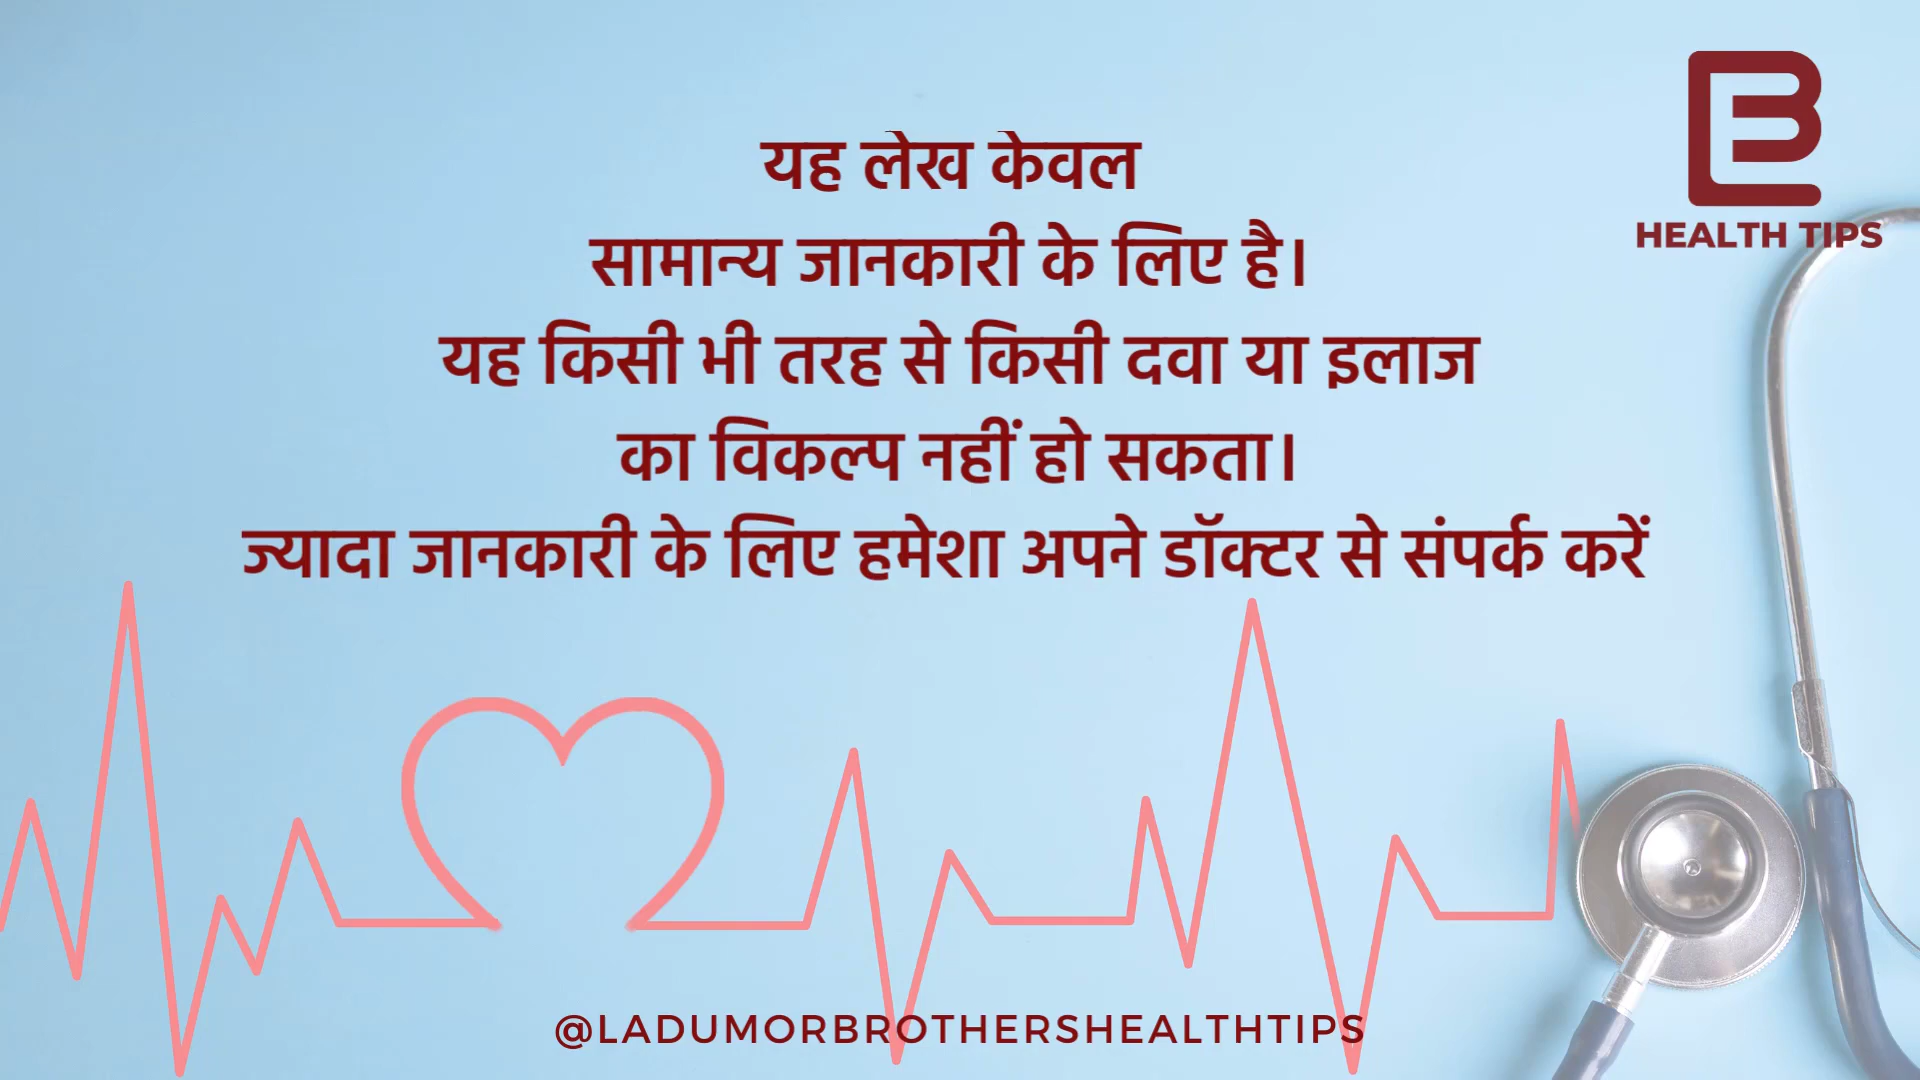 यह लेख केवल
सामान्य जानकारी के लिए है।
यह किसी भी तरह से किसी दवा या इलाज
का विकल्प नहीं हो सकता।
ज्यादा जानकारी के लिए हमेशा अपने डॉक्टर से संपर्क करें
HEALTH TIPS
@LADUMORBROTHERSHEALTHTIPS